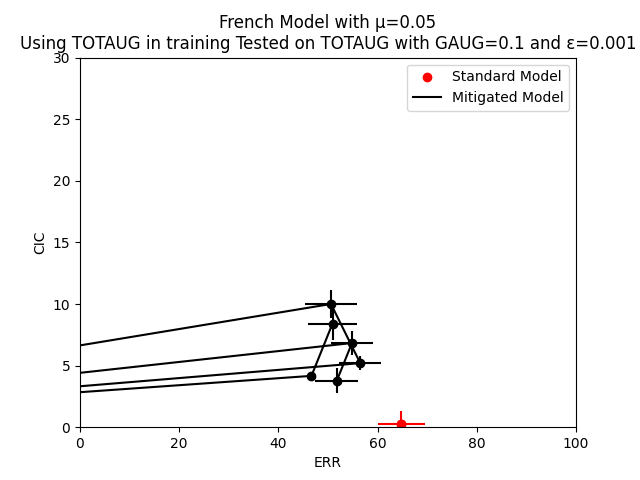 French Model with μ=0.05
Using TOTAUG in training Tested on TOTAUG with GAUG=0.1 and ε=0.001
Standard Model
Mitigated Model
30
25
20
15
10
5
0
CIC
0 20 40 60 80 100
ERR